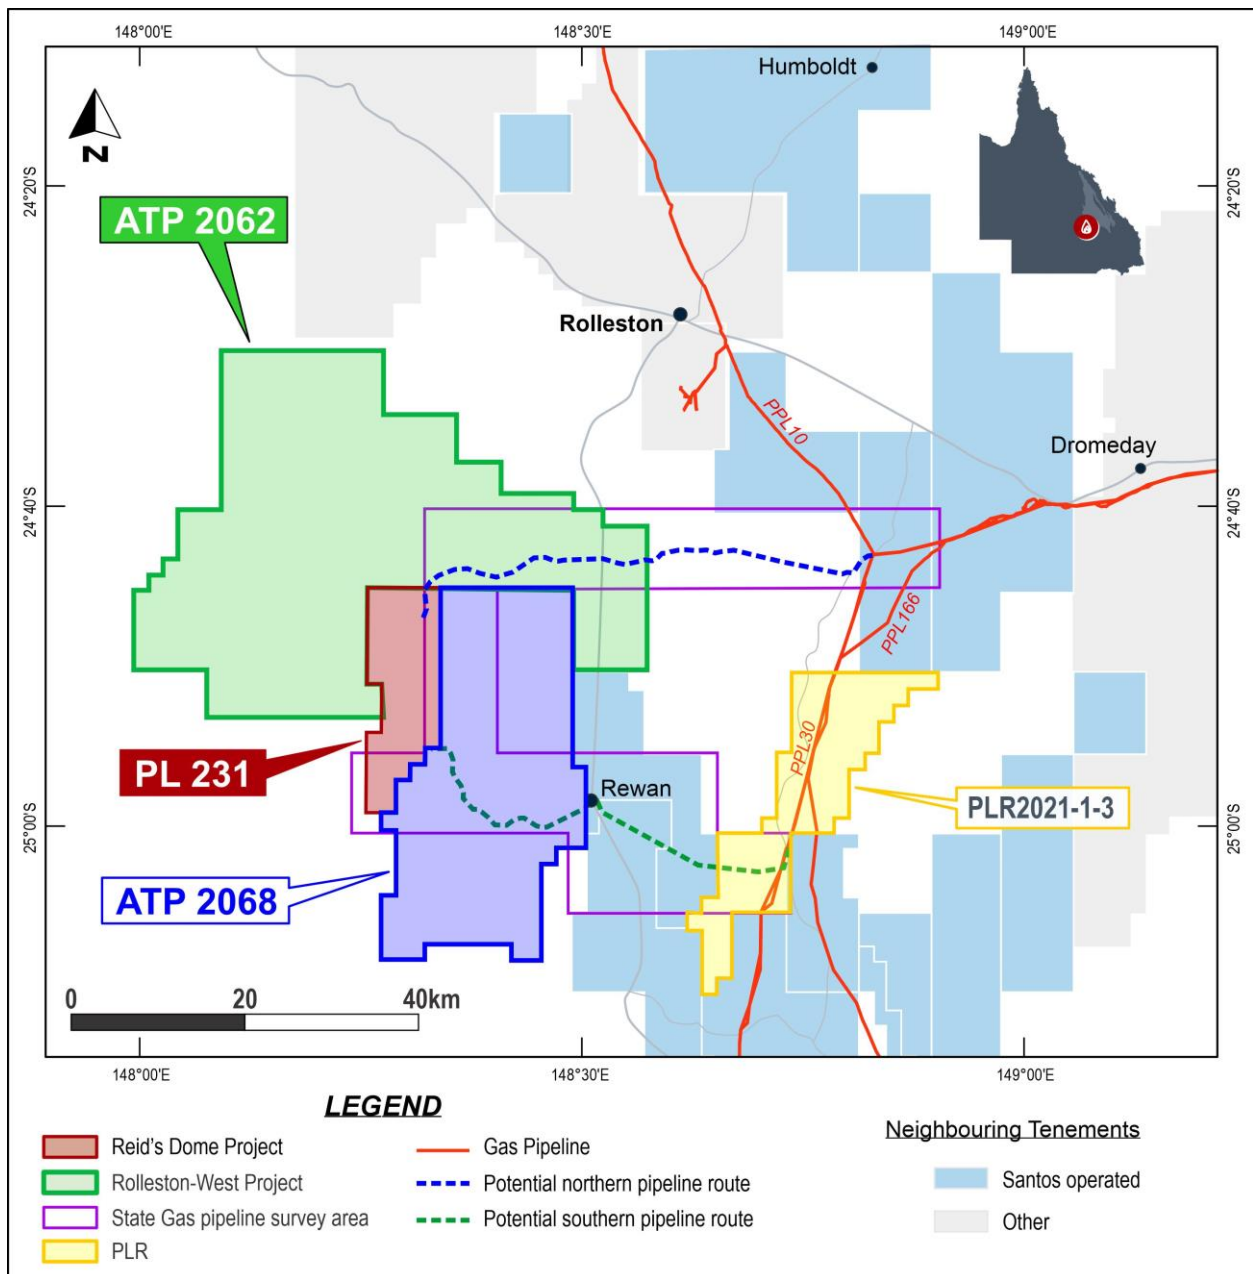 148°00'E
148°30'E
149°00'E
Humboldt
N
24°20'S
24°20'S
ATP 2062
Rolleston
PPL10
Dromeday
24°40'S
24°40'S
PPL166
PL 231
PPL30
Rewan
PLR2021-1-3
25°00'S
25°00'S
ATP 2068
0 20 40km
148°00'E
148°30'E
149°00'E
LEGEND
Reid's Dome Project
Rolleston-West Project
State Gas pipeline survey area
PLR
Gas Pipeline
Potential northern pipeline route
Potential southern pipeline route
Neighbouring Tenements
Santos operated
Other